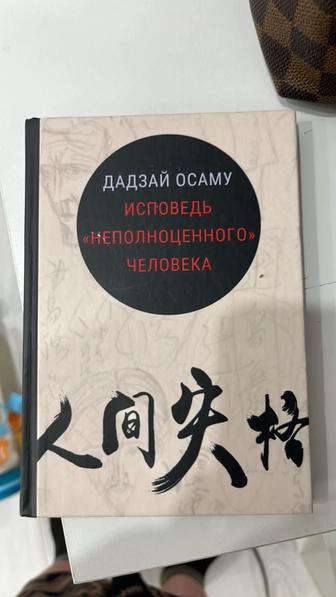 ДАДЗАЙ ОСАМУ
ИСПОВЕДЬ
«НЕПОЛНОЦЕННОГО»
ЧЕЛОВЕКА
人間失格